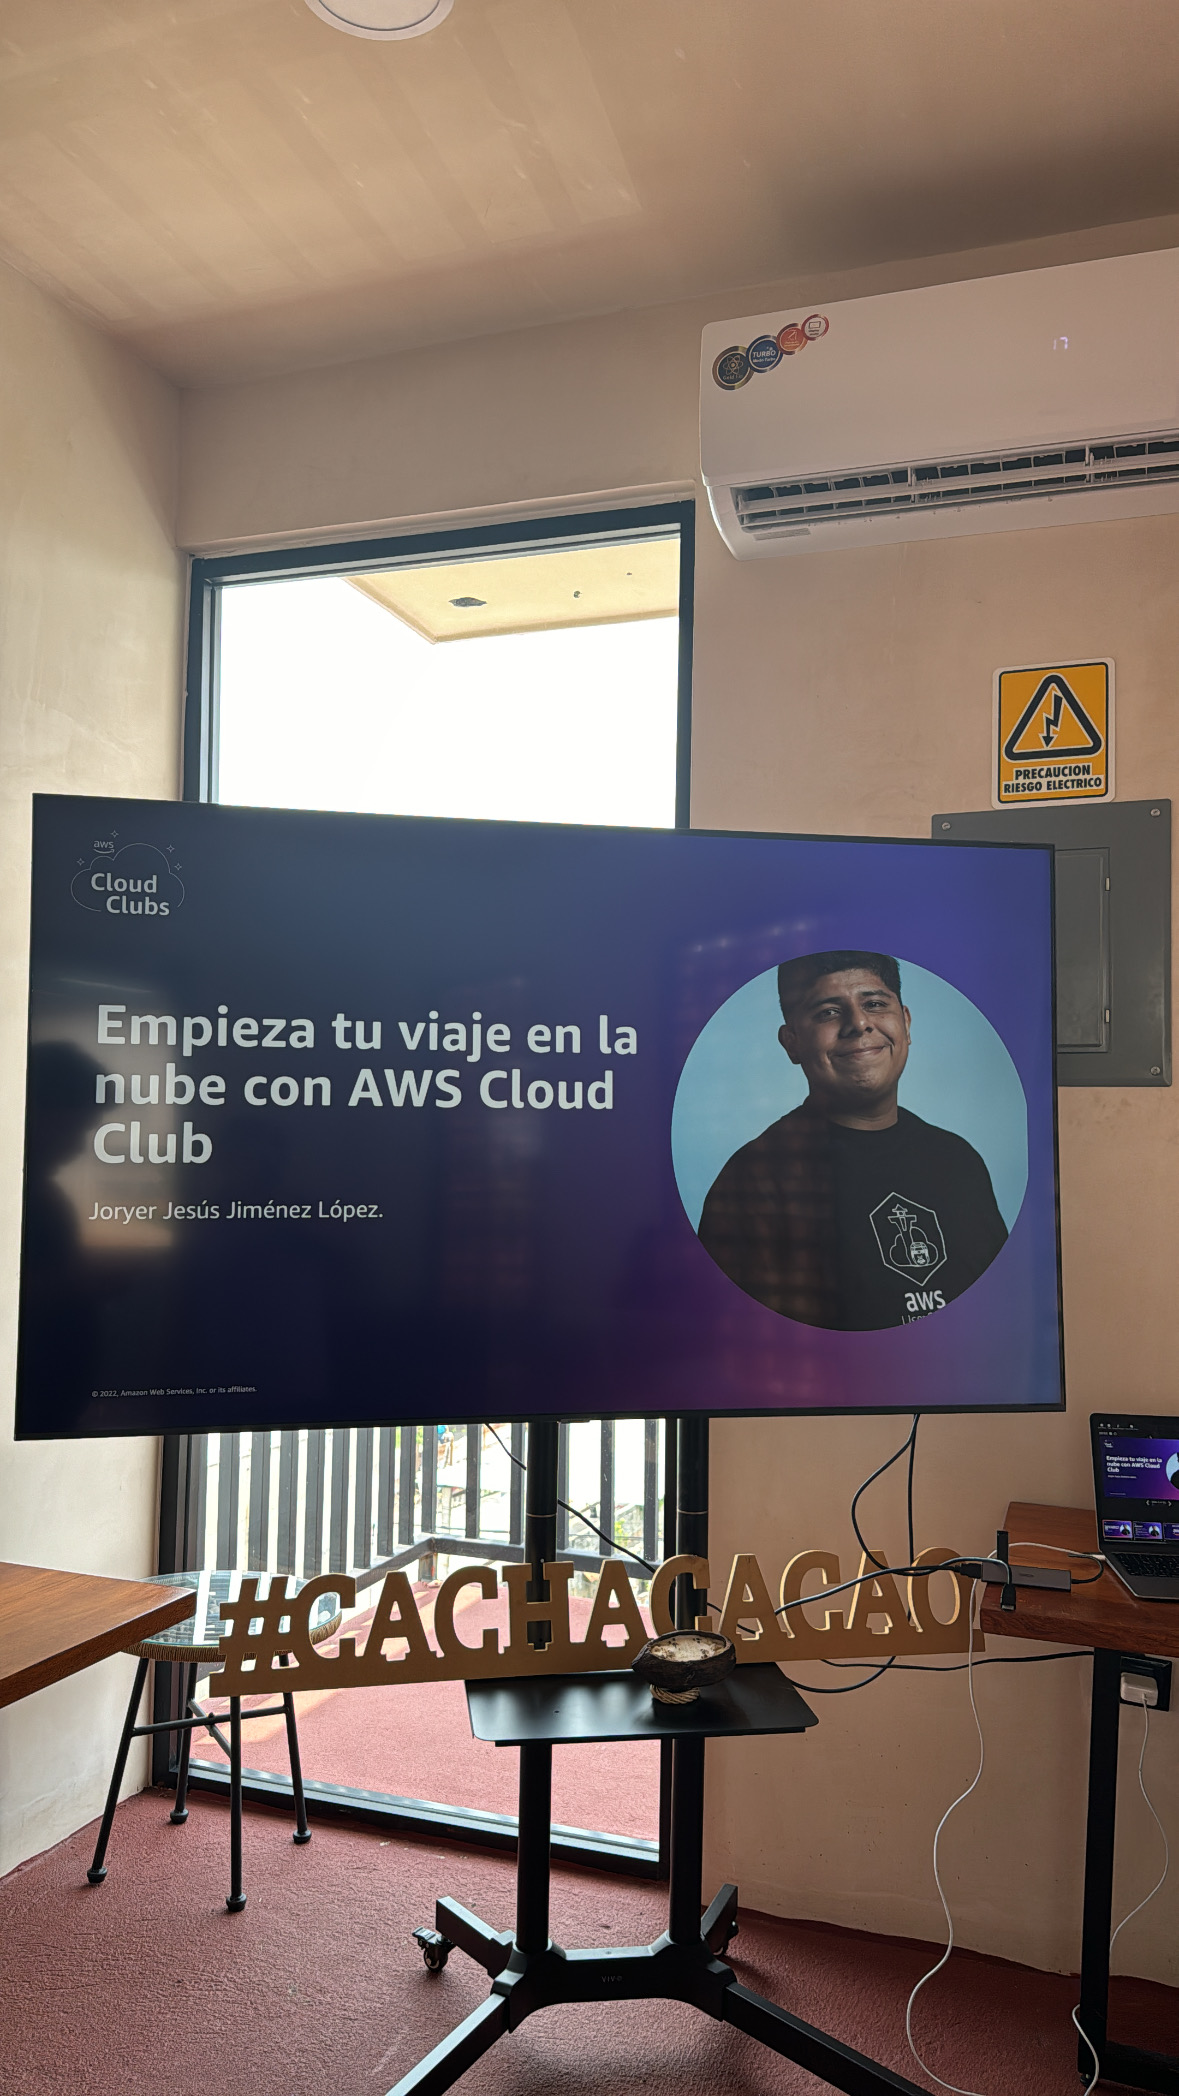 TURBO
17
PRECAUCION
RIESGO ELECTRICO
aws
Cloud
Clubs
Empieza tu viaje en la
nube con AWS Cloud
Club
Joryer Jesús Jiménez López.
aws
© 2022, Amazon Web Services, Inc. or its affiliates.
Empieza tu viaje en la
nube con AWS Cloud
Club
#CACHACACAO